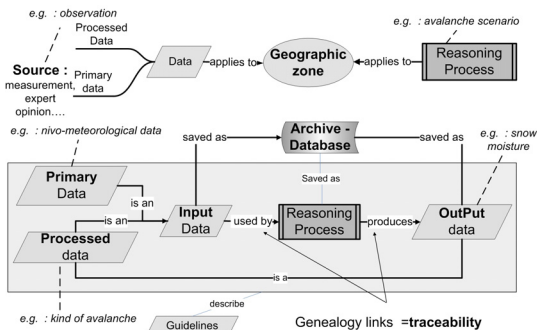 e.g. : observation
Processed
Data
Source :
measurement,
expert
opinion....
Primary
data
Data
applies to
Geographic
zone
applies to
e.g. : avalanche scenario
Reasoning
Process
e.g. : nivo-meteorological data
saved as
Archive -
Database
saved as
e.g. : snow
moisture
Primary
Data
is an
Saved as
Input
Data
used by
Reasoning
Process
produces
OutPut
data
is an
Processed
data
is a
describe
e.g. : kind of avalanche
Guidelines
Genealogy links =traceability